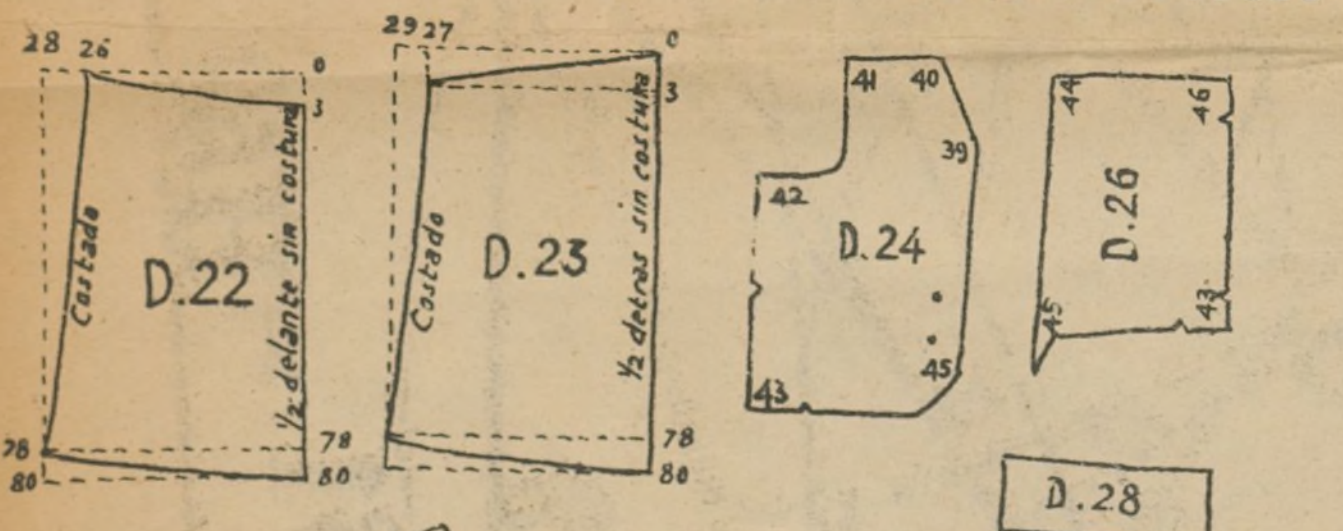 28 26 0
3
Costado
D.22
½ delante sin costura
78 78
80 80
29 27 0
3
Costado
D.23
½ detras sin costura
78
80
41 40
39
42
D.24
45
43
44 46
D.26
45 43
D.28